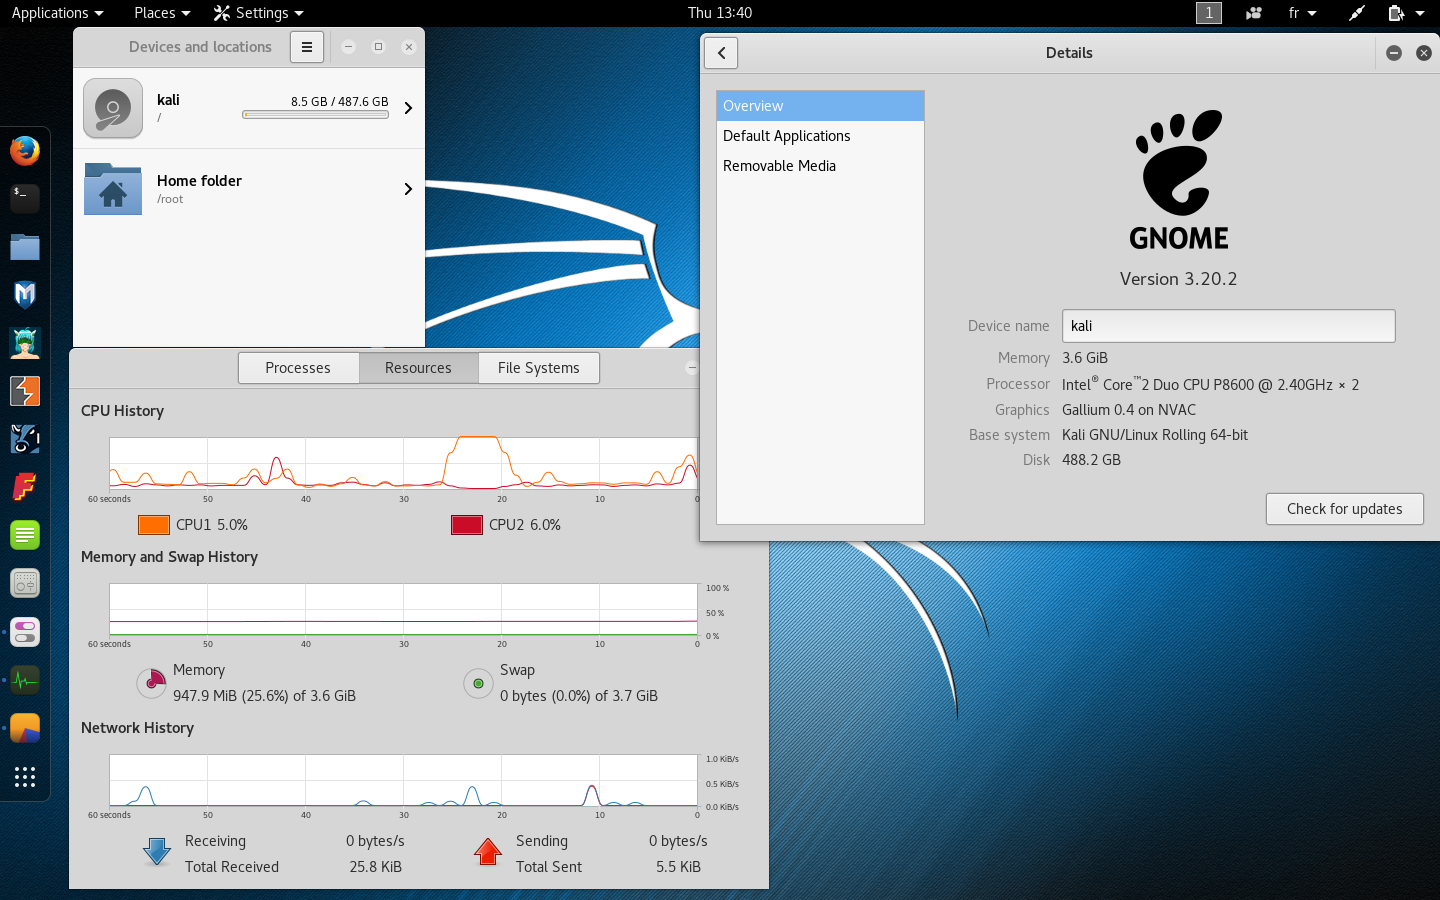 Applications Places Settings Thu 13:40 1 fr
Devices and locations
kali
/
8.5 GB / 487.6 GB
Home folder
/root
Details
Overview
Default Applications
Removable Media
GNOME
Version 3.20.2
Device name kali
Memory 3.6 GiB
Processor Intel® Core™2 Duo CPU P8600 @ 2.40GHz × 2
Graphics Gallium 0.4 on NVAC
Base system Kali GNU/Linux Rolling 64-bit
Disk 488.2 GB
Check for updates
Processes Resources File Systems
CPU History
60 seconds 50 40 30 20 10 0
CPU1 5.0% CPU2 6.0%
Memory and Swap History
100 %
50 %
0 %
60 seconds 50 40 30 20 10 0
Memory Swap
947.9 MiB (25.6%) of 3.6 GiB 0 bytes (0.0%) of 3.7 GiB
Network History
1.0 KiB/s
0.5 KiB/s
0.0 KiB/s
60 seconds 50 40 30 20 10 0
Receiving 0 bytes/s Sending 0 bytes/s
Total Received 25.8 KiB Total Sent 5.5 KiB